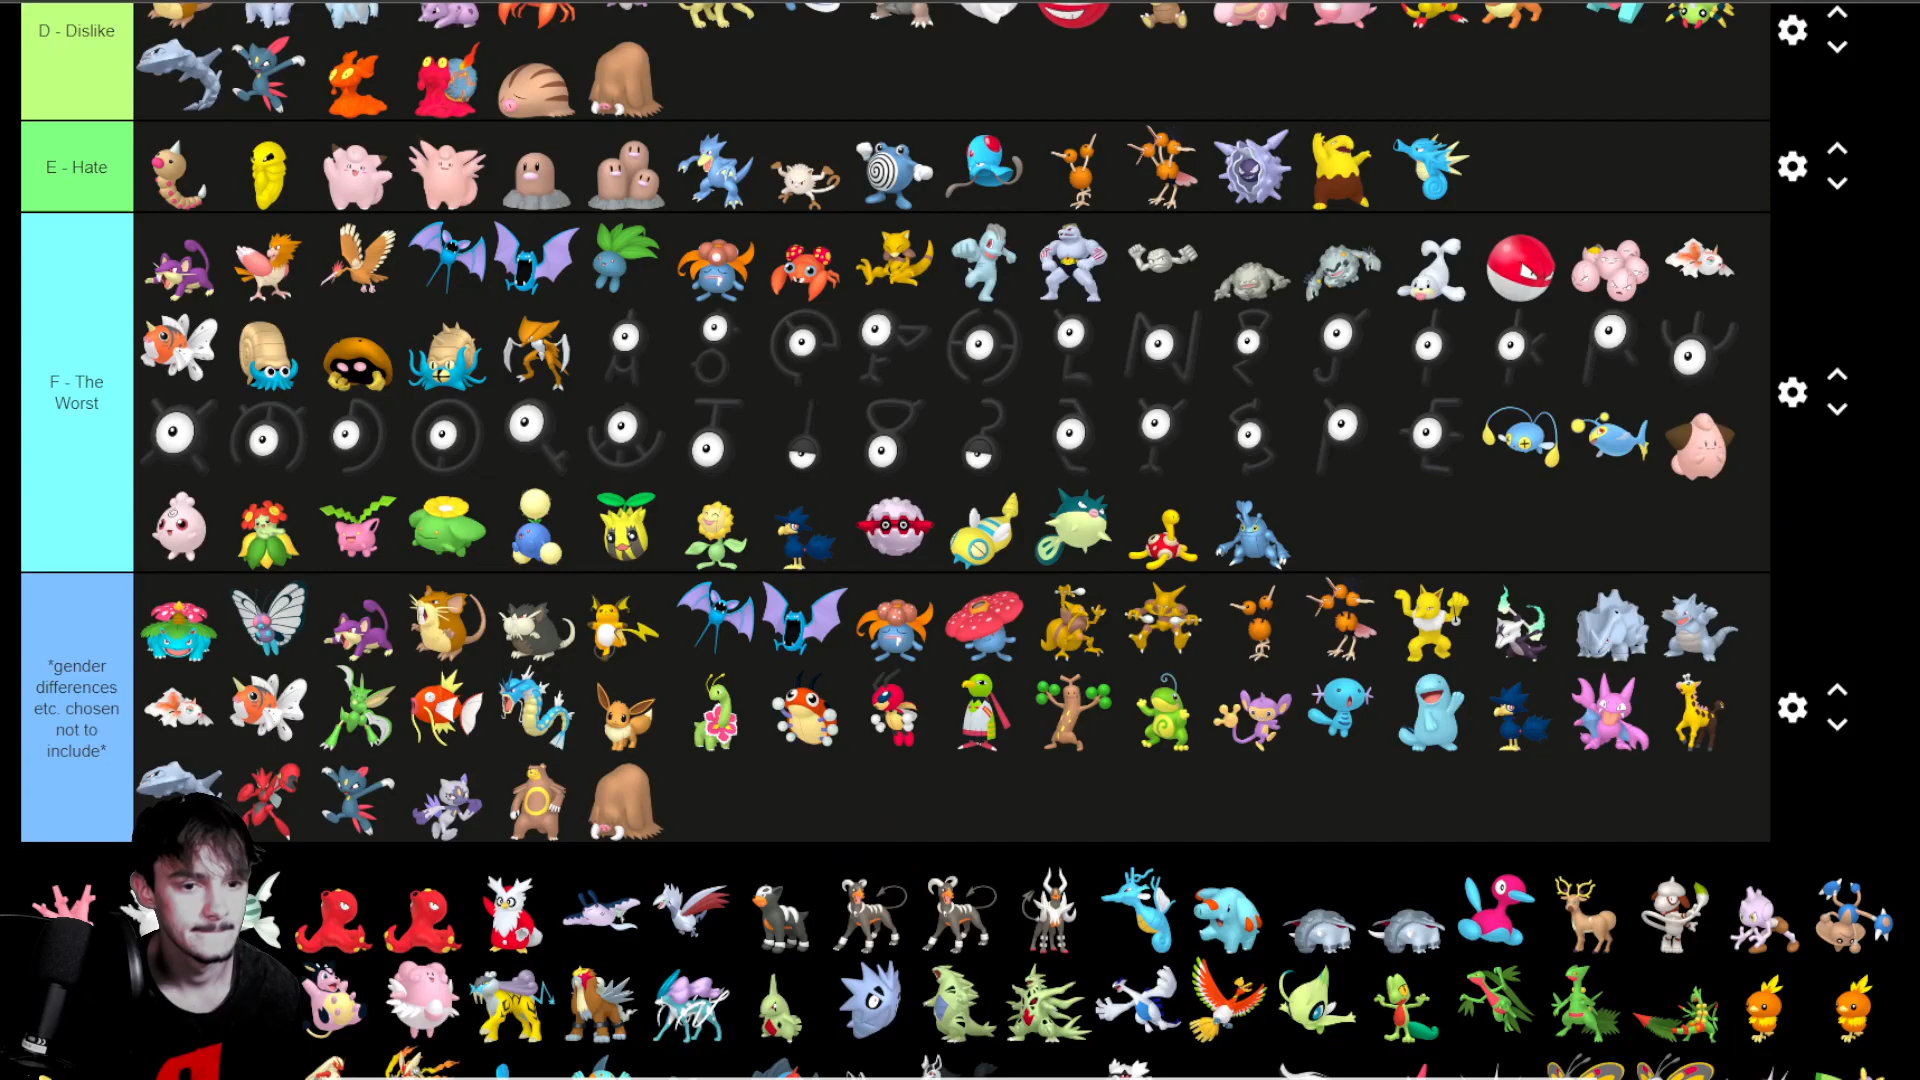 D - Dislike
E - Hate
F - The
Worst
*gender
differences
etc. chosen
not to
include*